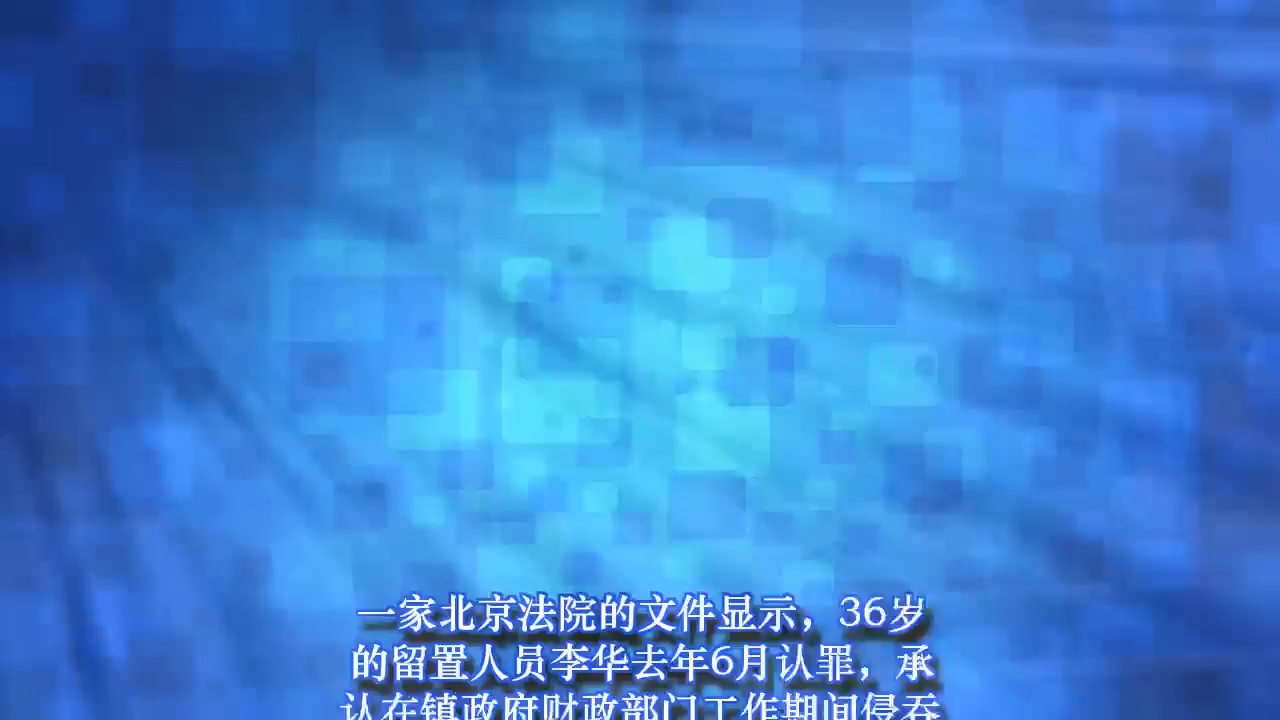 一家北京法院的文件显示，36岁
的留置人员李华去年6月认罪，承
认在镇政府财政部门工作期间侵吞